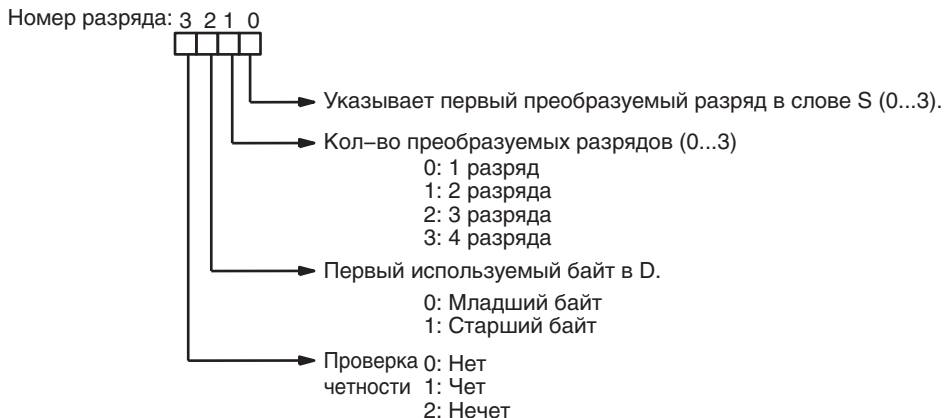 Номер разряда: 3 2 1 0
Указывает первый преобразуемый разряд в слове S (0...3).
Кол–во преобразуемых разрядов (0...3)
0: 1 разряд
1: 2 разряда
2: 3 разряда
3: 4 разряда
Первый используемый байт в D.
0: Младший байт
1: Старший байт
Проверка 0: Нет
четности 1: Чет
2: Нечет